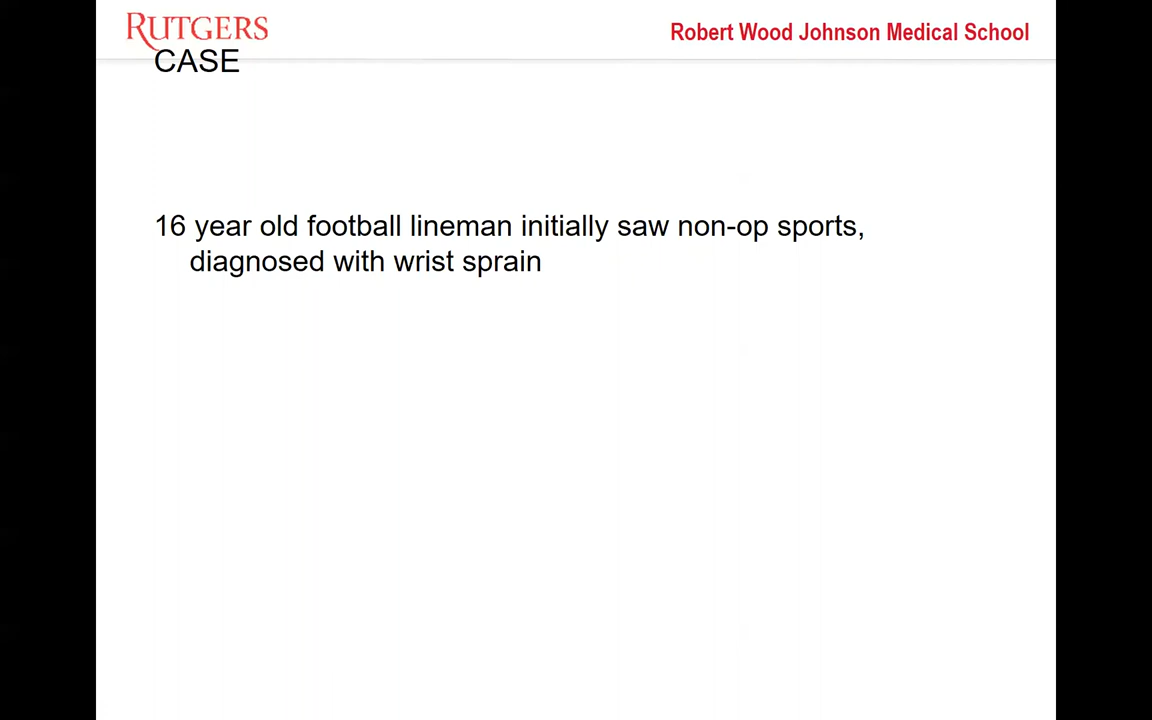 RUTGERS
Robert Wood Johnson Medical School
CASE
16 year old football lineman initially saw non-op sports,
diagnosed with wrist sprain